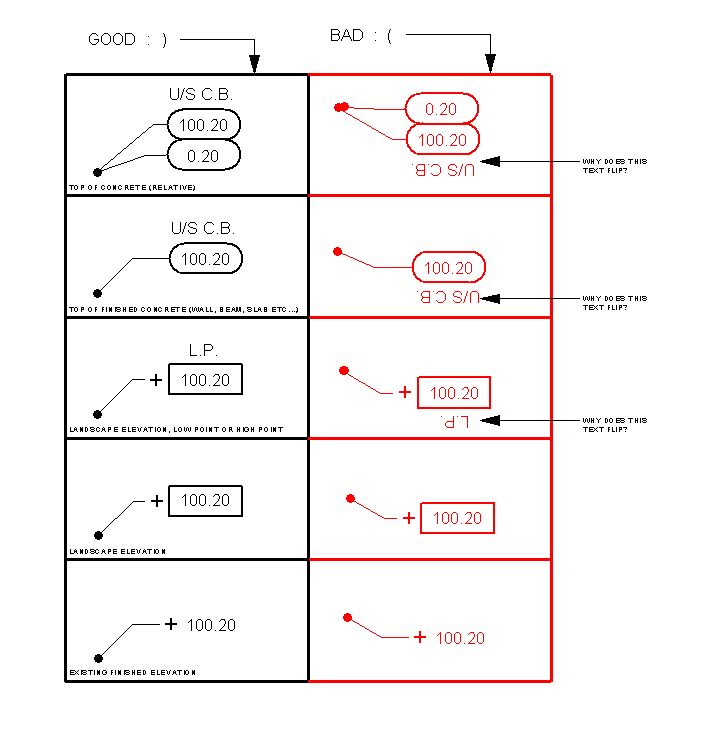 GOOD : )
BAD : (
U/S C.B.
100.20
0.20
TOP OF CONCRETE (RELATIVE)
0.20
100.20
U/S C.B.
WHY DOES THIS
TEXT FLIP?
U/S C.B.
100.20
TOP OF FINISHED CONCRETE (WALL, BEAM, SLAB ETC...)
100.20
U/S C.B.
WHY DOES THIS
TEXT FLIP?
L.P.
+ 100.20
LANDSCAPE ELEVATION, LOW POINT OR HIGH POINT
+ 100.20
L.P.
WHY DOES THIS
TEXT FLIP?
+ 100.20
LANDSCAPE ELEVATION
+ 100.20
+ 100.20
EXISTING FINISHED ELEVATION
+ 100.20